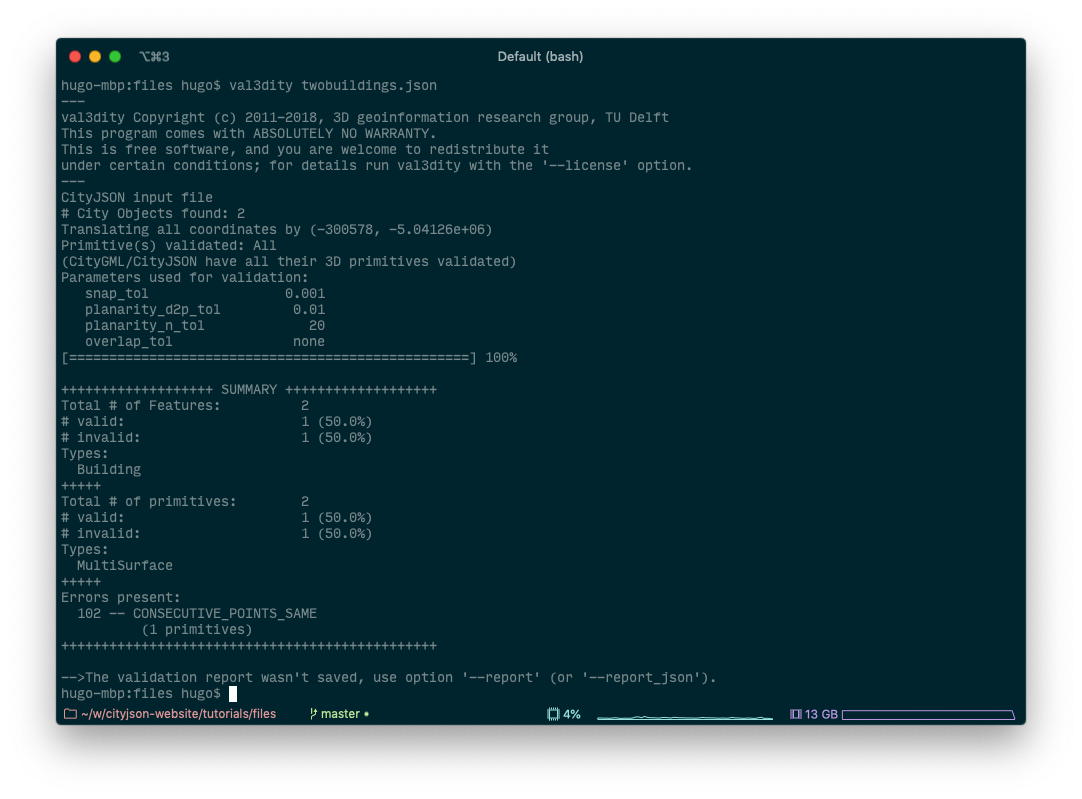 ⌥⌘3 Default (bash)
hugo-mbp:files hugo$ val3dity twobuildings.json
---
val3dity Copyright (c) 2011-2018, 3D geoinformation research group, TU Delft
This program comes with ABSOLUTELY NO WARRANTY.
This is free software, and you are welcome to redistribute it
under certain conditions; for details run val3dity with the '--license' option.
---
CityJSON input file
# City Objects found: 2
Translating all coordinates by (-300578, -5.04126e+06)
Primitive(s) validated: All
(CityGML/CityJSON have all their 3D primitives validated)
Parameters used for validation:
   snap_tol                 0.001
   planarity_d2p_tol         0.01
   planarity_n_tol             20
   overlap_tol               none
[==================================================] 100%
+++++++++++++++++++ SUMMARY +++++++++++++++++++
Total # of Features:          2
# valid:                      1 (50.0%)
# invalid:                    1 (50.0%)
Types:
  Building
+++++
Total # of primitives:        2
# valid:                      1 (50.0%)
# invalid:                    1 (50.0%)
Types:
  MultiSurface
+++++
Errors present:
  102 -- CONSECUTIVE_POINTS_SAME
          (1 primitives)
+++++++++++++++++++++++++++++++++++++++++++++++
-->The validation report wasn't saved, use option '--report' (or '--report_json').
hugo-mbp:files hugo$
~/w/cityjson-website/tutorials/files master • 4% 13 GB